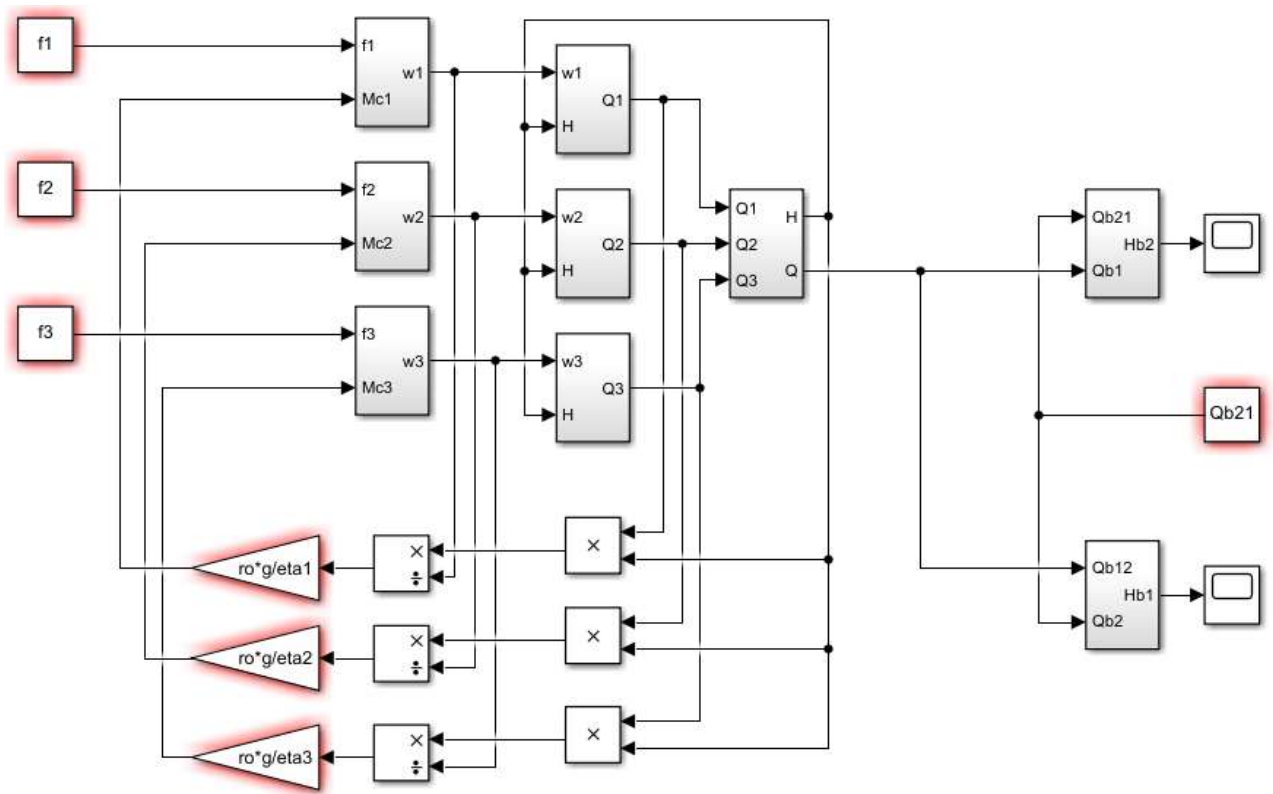 f1
f1
w1
Mc1
w1
Q1
H
f2
f2
w2
Mc2
w2
Q2
H
Q1
H
Q2
Q
Q3
Qb21
Hb2
Qb1
f3
f3
w3
Mc3
w3
Q3
H
Qb21
ro*g/eta1
×
÷
×
Qb12
Hb1
Qb2
ro*g/eta2
×
÷
×
ro*g/eta3
×
÷
×